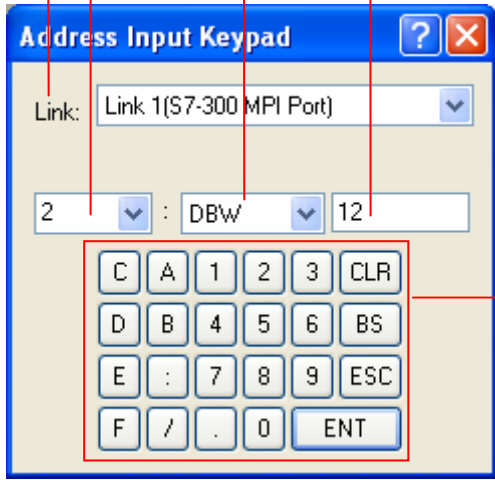 Address Input Keypad ?
Link: Link 1(S7-300 MPI Port)
2 : DBW 12
C A 1 2 3 CLR
D B 4 5 6 BS
E : 7 8 9 ESC
F / . 0 ENT